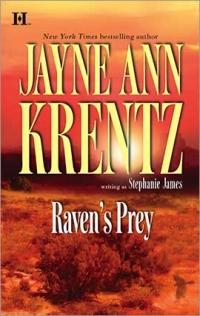 H
New York Times bestselling author
JAYNE ANN
KRENTZ
writing as Stephanie James
Raven's Prey